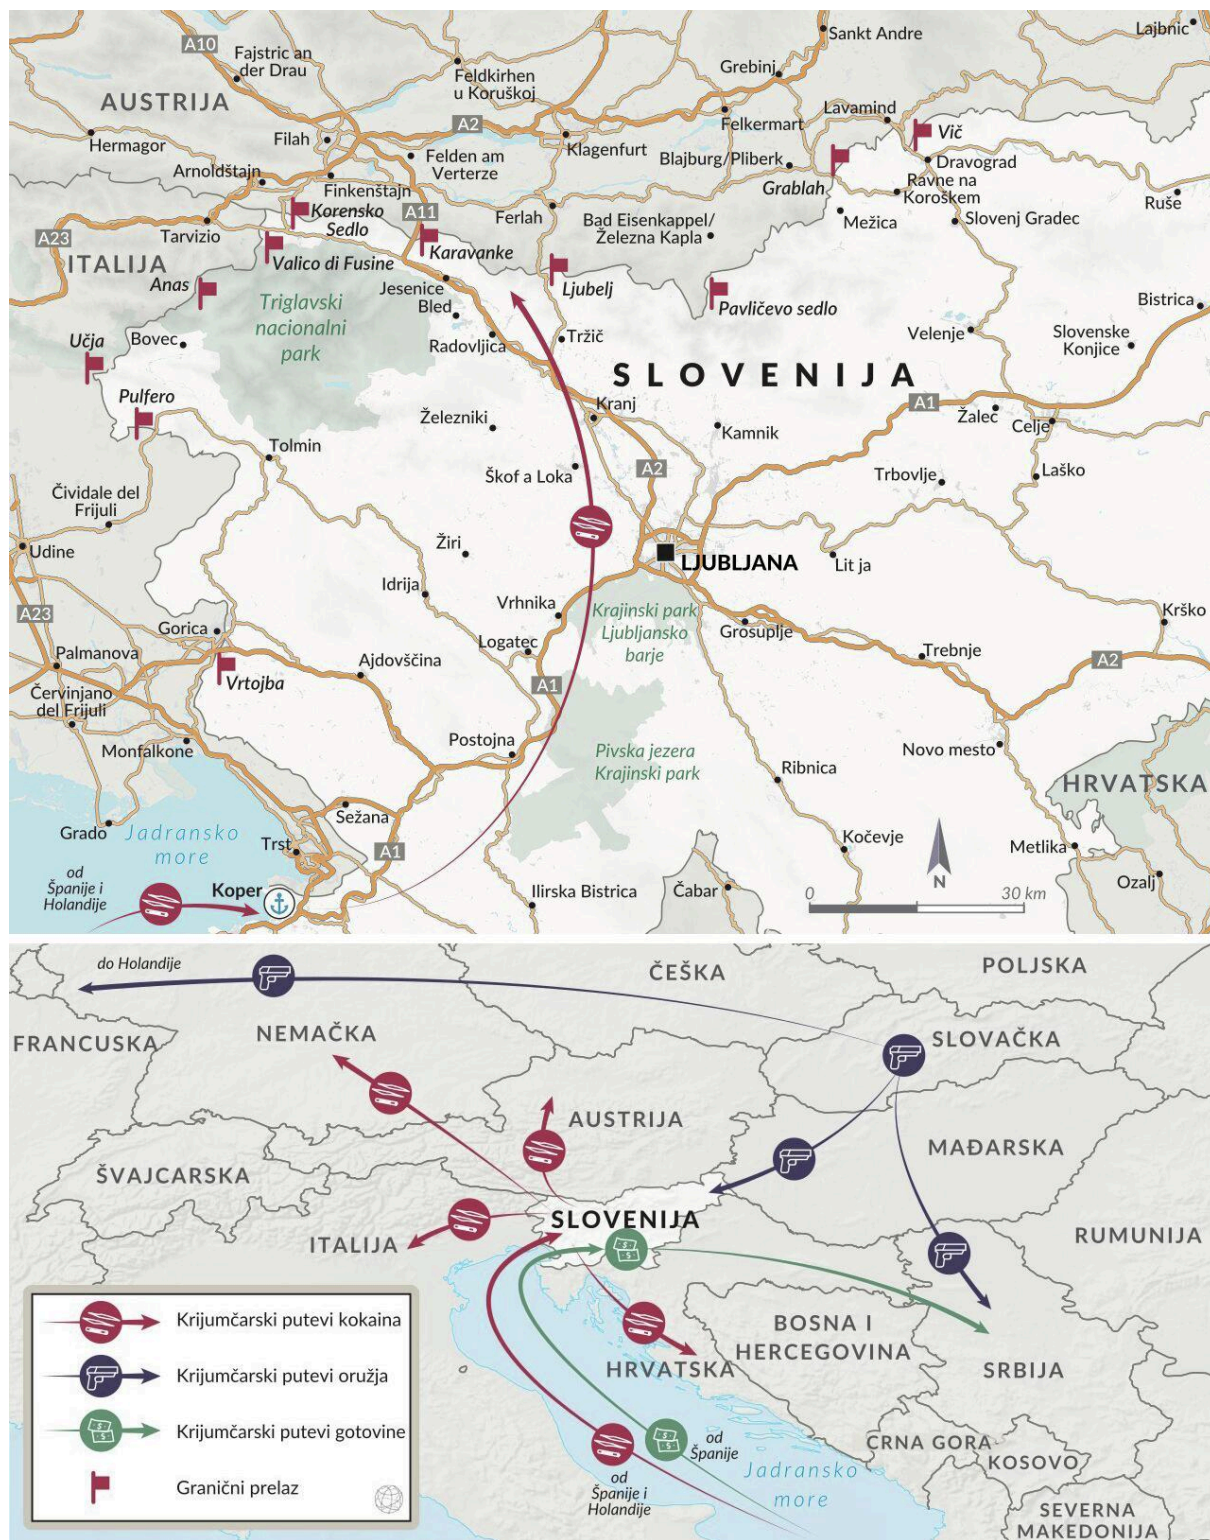 A10
Fajstric an
der Drau
Feldkirhen
u Koruškoj
Sankt Andre
Lajbnic
Grebinj
AUSTRIJA
A2
Felkermart
Lavamind
Vič
Hermagor
Filah
Klagenfurt
Felden am
Verterze
Blajburg/Pliberk
Dravograd
Arnoldštajn
Grablah
Ravne na
Koroškem
Finkenštajn
Ruše
Korensko
Sedlo
A11
Ferlah
Bad Eisenkappel/
Železna Kapla
Mežica
Slovenj Gradec
A23
Tarvizio
ITALIJA
Valico di Fusine
Karavanke
Anas
Jesenice
Ljubelj
Pavličevo sedlo
Bistrica
Triglavski
nacionalni
park
Bled
Učja
Bovec
Radovljica
Tržič
Velenje
Slovenske
Konjice
SLOVENIJA
Pulfero
Železniki
Kranj
A1
Žalec
Celje
Kamnik
Tolmin
Škof a Loka
A2
Trbovlje
Laško
Čividale del
Frijuli
Udine
Žiri
LJUBLJANA
Lit ja
Idrija
A23
Vrhnika
Krajinski park
Ljubljansko
barje
Krško
Gorica
Grosuplje
Palmanova
Logatec
Trebnje
A2
Ajdovščina
Vrtojba
Červinjano
del Frijuli
A1
Monfalkone
Postojna
Pivska jezera
Krajinski park
Novo mesto
Ribnica
HRVATSKA
Sežana
Grado
Jadransko
more
Trst
A1
Kočevje
Metlika
od
Španije i
Holandije
Koper
Ilirska Bistrica
Čabar
N
0 30 km
Ozalj
do Holandije
ČEŠKA
POLJSKA
FRANCUSKA
NEMAČKA
SLOVAČKA
AUSTRIJA
MAĐARSKA
ŠVAJCARSKA
SLOVENIJA
ITALIJA
RUMUNIJA
BOSNA I
HERCEGOVINA
HRVATSKA
SRBIJA
Krijumčarski putevi kokaina
Krijumčarski putevi oružja
Krijumčarski putevi gotovine
Granični prelaz
od
Španije
CRNA GORA
KOSOVO
od
Španije i
Holandije
Jadransko
more
SEVERNA
MAKEDONIJA